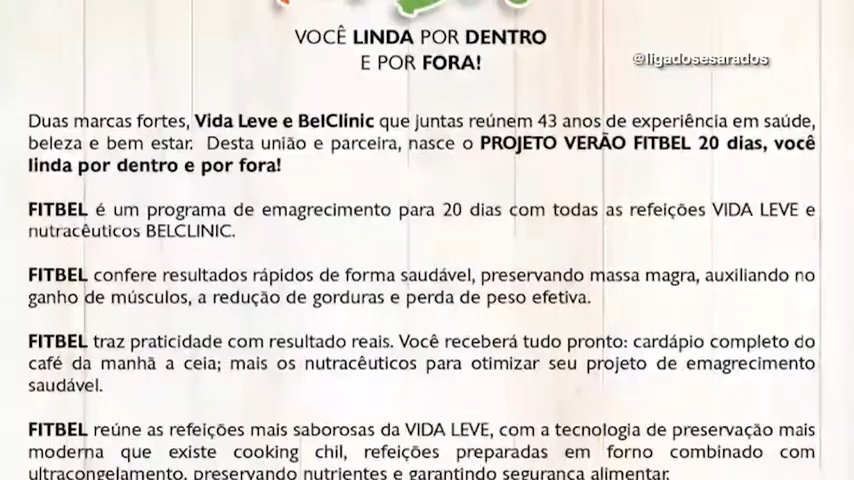 VOCÊ LINDA POR DENTRO
E POR FORA!
@ligadosesarados
Duas marcas fortes, Vida Leve e BelClinic que juntas reúnem 43 anos de experiência em saúde,
beleza e bem estar. Desta união e parceira, nasce o PROJETO VERÃO FITBEL 20 dias, você
linda por dentro e por fora!
FITBEL é um programa de emagrecimento para 20 dias com todas as refeições VIDA LEVE e
nutracêuticos BELCLINIC.
FITBEL confere resultados rápidos de forma saudável, preservando massa magra, auxiliando no
ganho de músculos, a redução de gorduras e perda de peso efetiva.
FITBEL traz praticidade com resultado reais. Você receberá tudo pronto: cardápio completo do
café da manhã a ceia; mais os nutracêuticos para otimizar seu projeto de emagrecimento
saudável.
FITBEL reúne as refeições mais saborosas da VIDA LEVE, com a tecnologia de preservação mais
moderna que existe cooking chil, refeições preparadas em forno combinado com
ultracongelamento, preservando nutrientes e garantindo segurança alimentar.